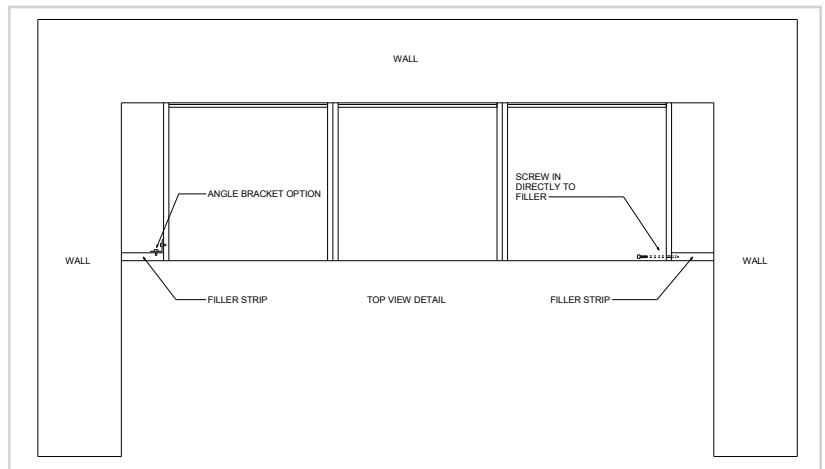 WALL
SCREW IN
DIRECTLY TO
FILLER
ANGLE BRACKET OPTION
WALL
WALL
FILLER STRIP
TOP VIEW DETAIL
FILLER STRIP